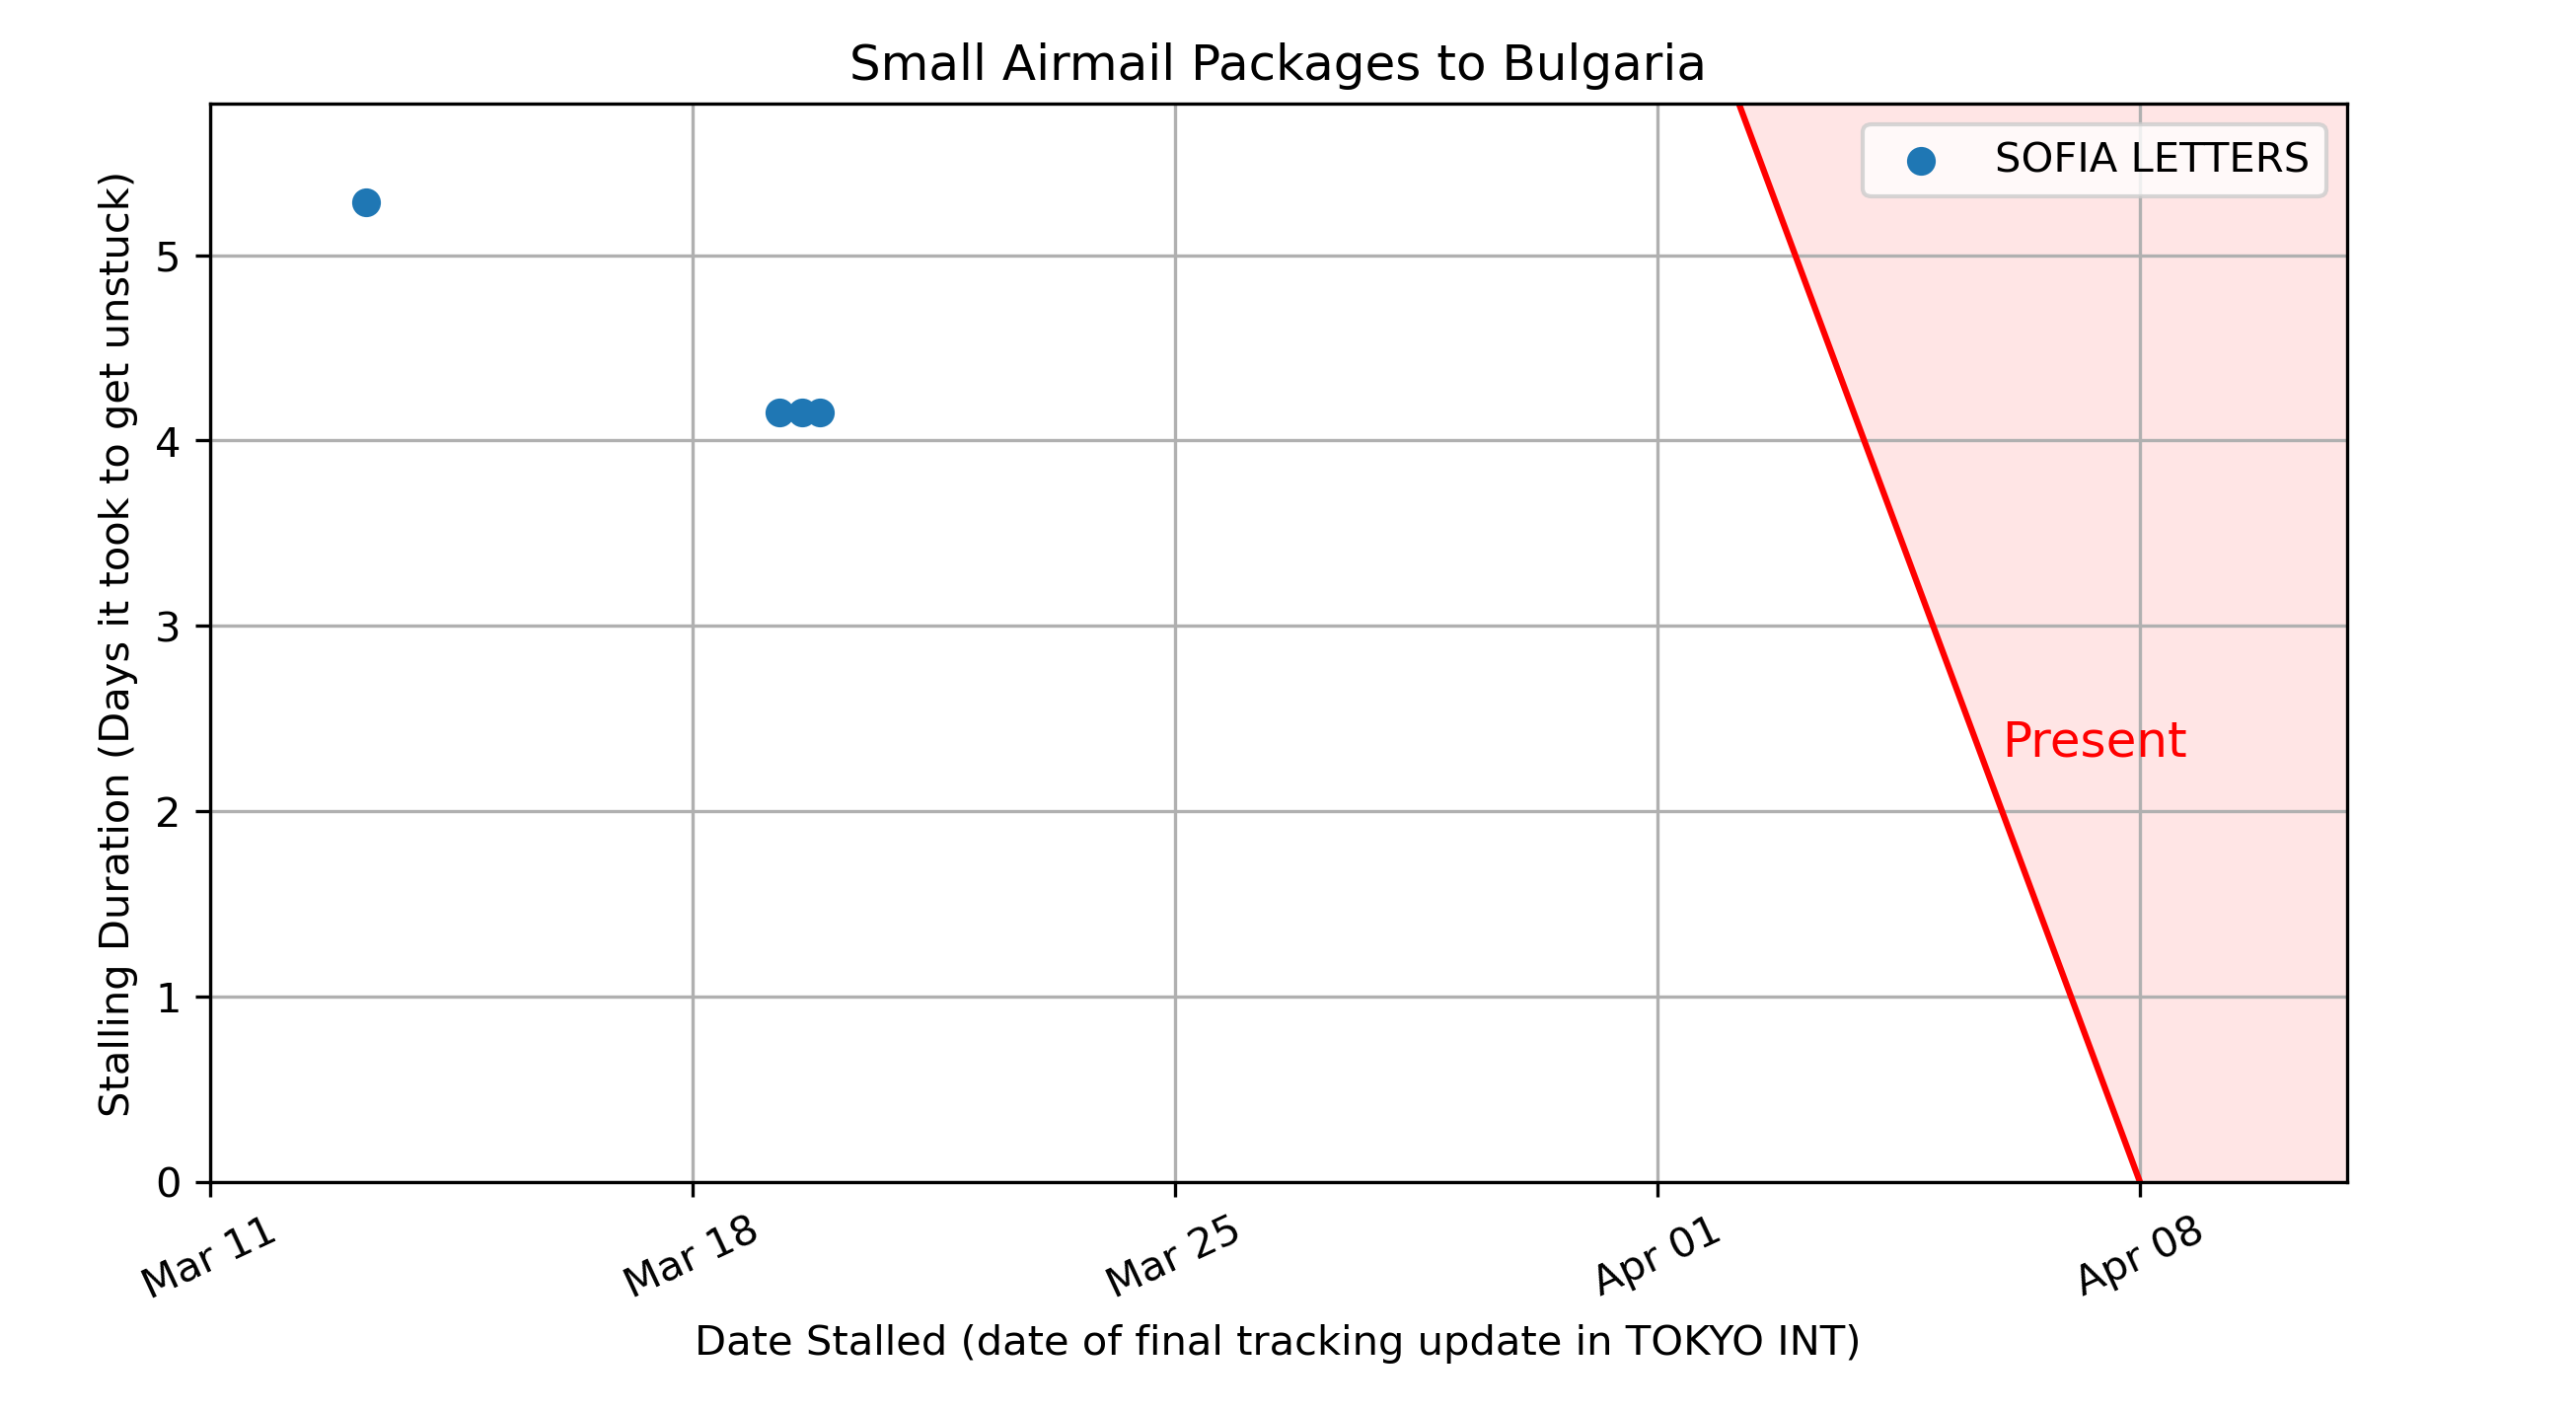 Small Airmail Packages to Bulgaria
SOFIA LETTERS
Stalling Duration (Days it took to get unstuck)
5
4
3
2
1
0
Present
Mar 11
Mar 18
Mar 25
Apr 01
Apr 08
Date Stalled (date of final tracking update in TOKYO INT)